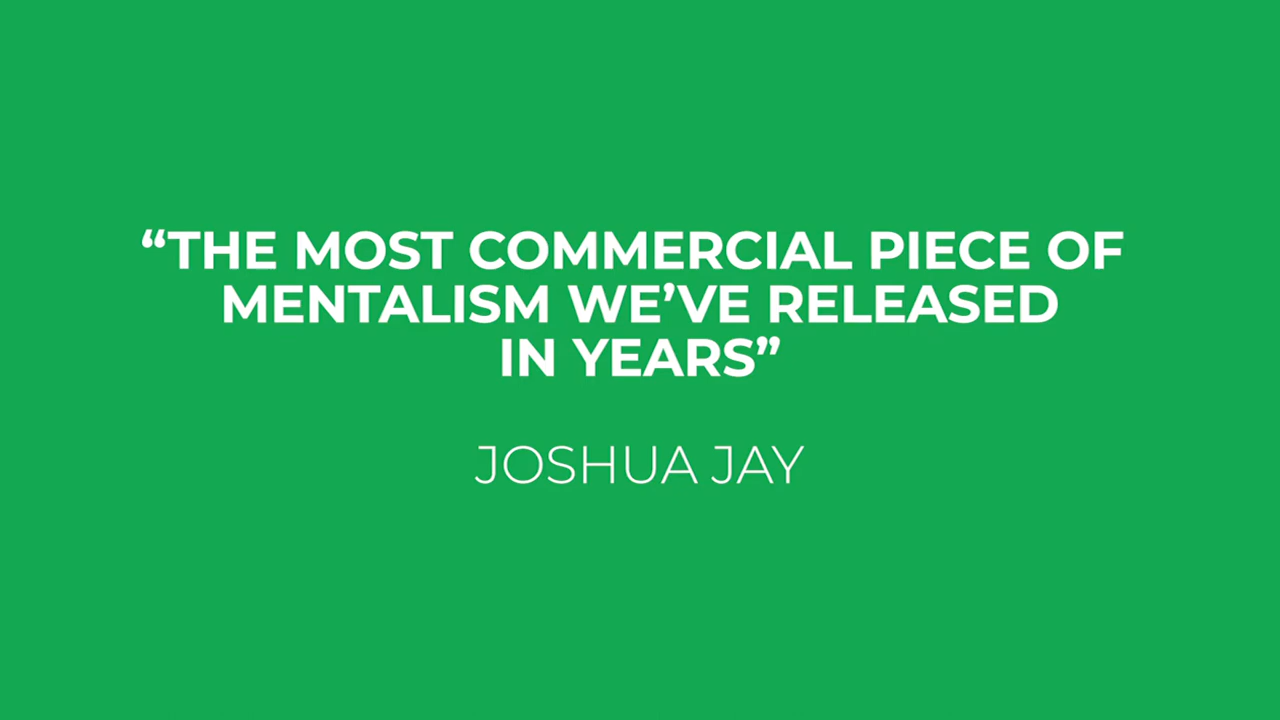 “THE MOST COMMERCIAL PIECE OF
MENTALISM WE’VE RELEASED
IN YEARS”
JOSHUA JAY